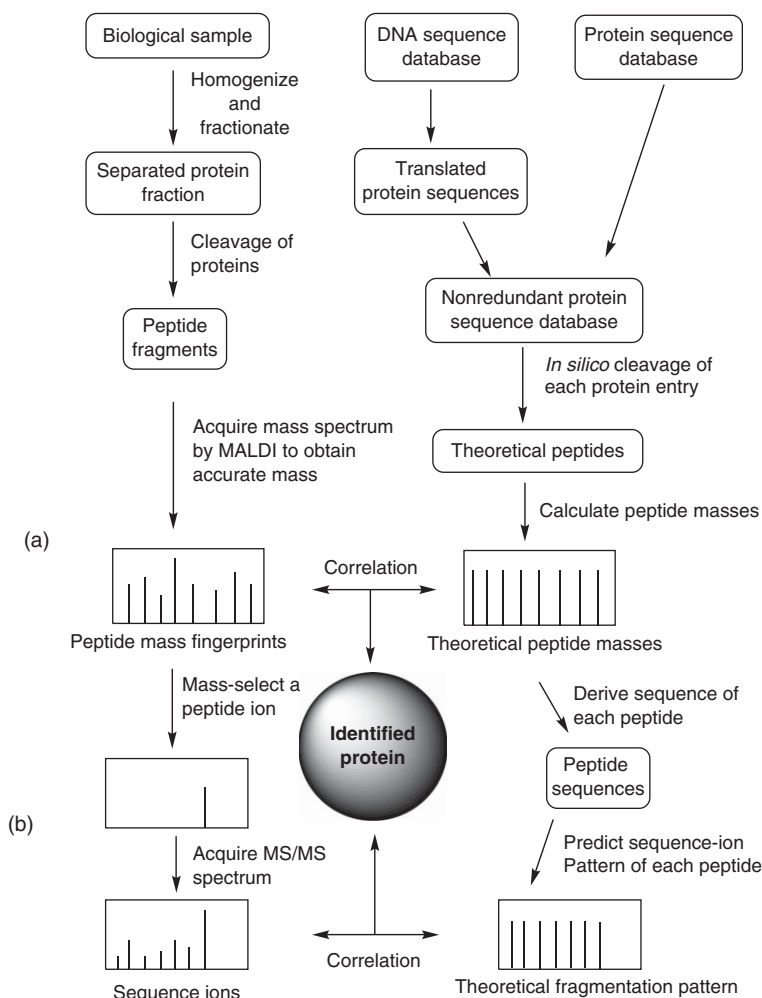 Biological sample
DNA sequence
database
Protein sequence
database
Homogenize
and
fractionate
Separated protein
fraction
Translated
protein sequences
Cleavage of
proteins
Peptide
fragments
Nonredundant protein
sequence database
In silico cleavage of
each protein entry
Acquire mass spectrum
by MALDI to obtain
accurate mass
Theoretical peptides
Calculate peptide masses
(a)
Correlation
Peptide mass fingerprints
Theoretical peptide masses
Mass-select a
peptide ion
Identified
protein
Derive sequence of
each peptide
Peptide
sequences
(b)
Acquire MS/MS
spectrum
Predict sequence-ion
Pattern of each peptide
Correlation
Sequence ions
Theoretical fragmentation pattern